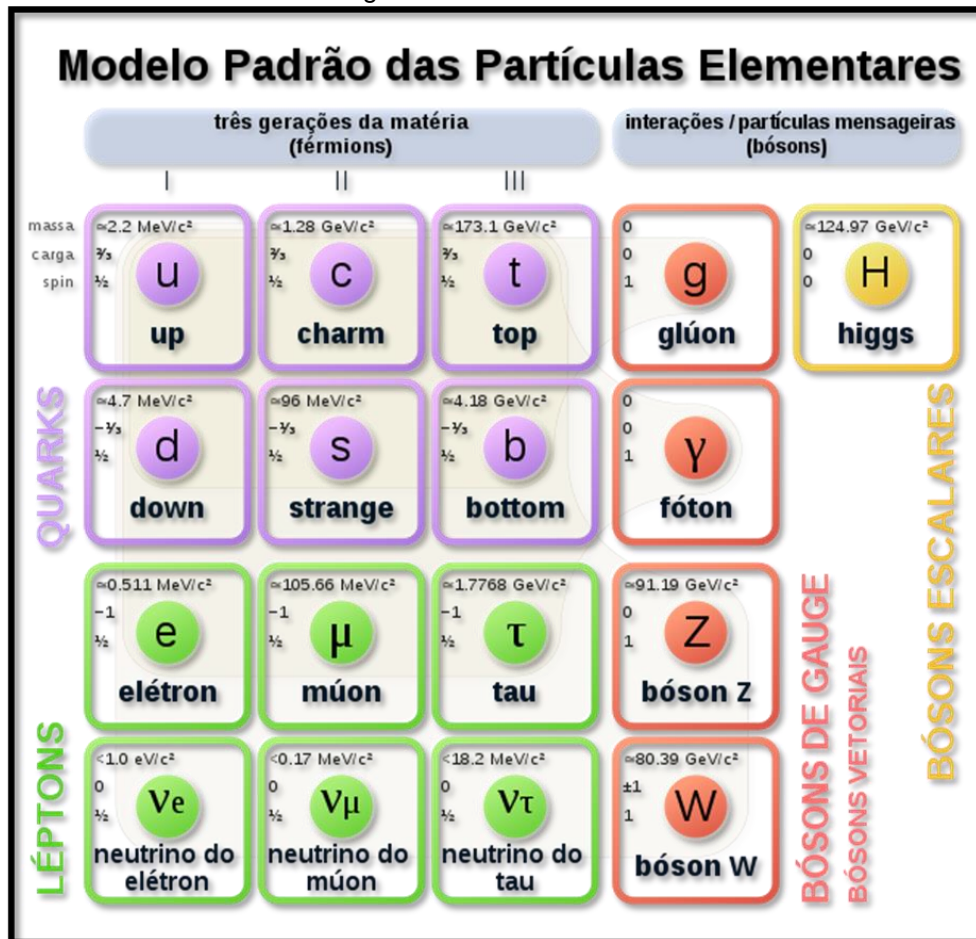 Modelo Padrão das Partículas Elementares
três gerações da matéria
(férmions)
interações / partículas mensageiras
(bósons)
I II III
massa
carga
spin
≃2.2 MeV/c²
⅔
½
u
up
≃1.28 GeV/c²
⅔
½
c
charm
≃173.1 GeV/c²
⅔
½
t
top
0
0
1
g
glúon
≃124.97 GeV/c²
0
0
H
higgs
QUARKS
≃4.7 MeV/c²
−⅓
½
d
down
≃96 MeV/c²
−⅓
½
s
strange
≃4.18 GeV/c²
−⅓
½
b
bottom
0
0
1
γ
fóton
BÓSONS ESCALARES
LÉPTONS
≃0.511 MeV/c²
−1
½
e
elétron
≃105.66 MeV/c²
−1
½
μ
múon
≃1.7768 GeV/c²
−1
½
τ
tau
≃91.19 GeV/c²
0
1
Z
bóson Z
BÓSONS DE GAUGE
BÓSONS VETORIAIS
<1.0 eV/c²
0
½
νe
neutrino do
elétron
<0.17 MeV/c²
0
½
νμ
neutrino do
múon
<18.2 MeV/c²
0
½
ντ
neutrino do
tau
≃80.39 GeV/c²
±1
1
W
bóson W